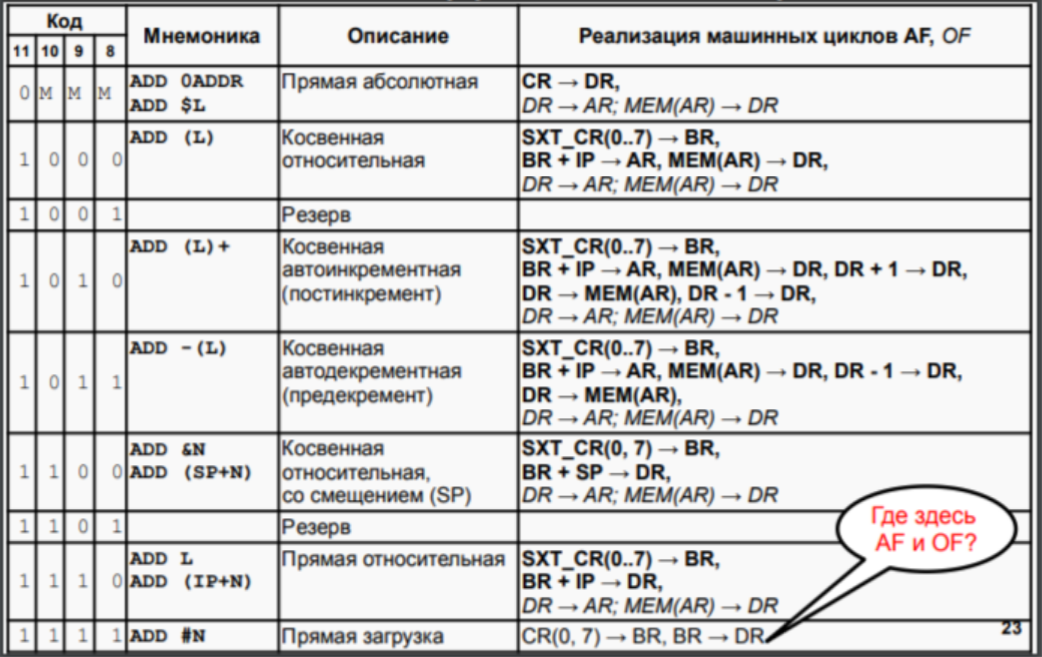 Код
11 10 9 8 Мнемоника Описание Реализация машинных циклов AF, OF
0 M M M ADD 0ADDR Прямая абсолютная CR → DR,
ADD $L DR → AR; MEM(AR) → DR
1 0 0 0 ADD (L) Косвенная SXT_CR(0..7) → BR,
относительная BR + IP → AR, MEM(AR) → DR,
DR → AR; MEM(AR) → DR
1 0 0 1 Резерв
1 0 1 0 ADD (L)+ Косвенная SXT_CR(0..7) → BR,
автоинкрементная BR + IP → AR, MEM(AR) → DR, DR + 1 → DR,
(постинкремент) DR → MEM(AR), DR - 1 → DR,
DR → AR; MEM(AR) → DR
1 0 1 1 ADD -(L) Косвенная SXT_CR(0..7) → BR,
автодекрементная BR + IP → AR, MEM(AR) → DR, DR - 1 → DR,
(предекремент) DR → MEM(AR),
DR → AR; MEM(AR) → DR
1 1 0 0 ADD &N Косвенная SXT_CR(0, 7) → BR,
ADD (SP+N) относительная, BR + SP → DR,
со смещением (SP) DR → AR; MEM(AR) → DR
1 1 0 1 Резерв
Где здесь
AF и OF?
1 1 1 0 ADD L Прямая относительная SXT_CR(0..7) → BR,
ADD (IP+N) BR + IP → DR,
DR → AR; MEM(AR) → DR
1 1 1 1 ADD #N Прямая загрузка CR(0, 7) → BR, BR → DR
23